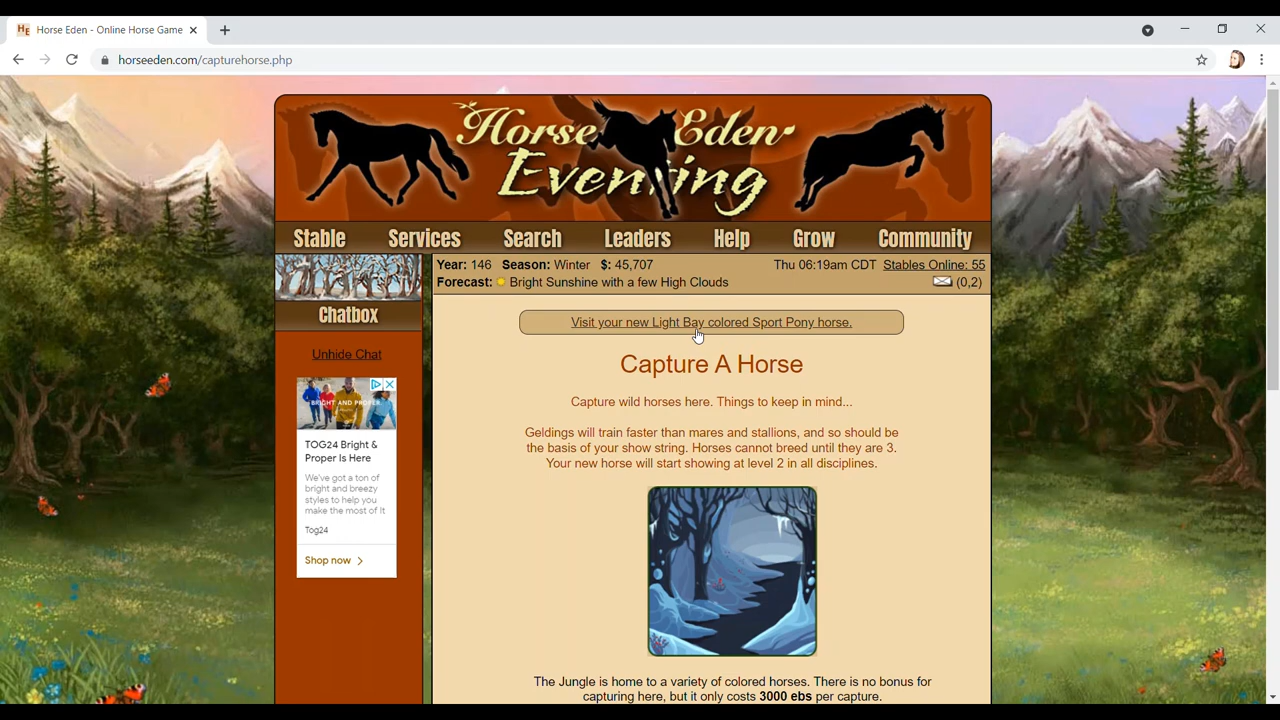 Horse Eden - Online Horse Game
horseeden.com/capturehorse.php
Horse Eden
Eventing
Stable Services Search Leaders Help Grow Community
Year: 146 Season: Winter $: 45,707 Thu 06:19am CDT Stables Online: 55
Forecast: Bright Sunshine with a few High Clouds (0,2)
Chatbox
Unhide Chat
BRIGHT AND PROPER
TOG24 Bright &
Proper Is Here
We've got a ton of
bright and breezy
styles to help you
make the most of It
Tog24
Shop now >
Visit your new Light Bay colored Sport Pony horse.
Capture A Horse
Capture wild horses here. Things to keep in mind...
Geldings will train faster than mares and stallions, and so should be
the basis of your show string. Horses cannot breed until they are 3.
Your new horse will start showing at level 2 in all disciplines.
The Jungle is home to a variety of colored horses. There is no bonus for
capturing here, but it only costs 3000 ebs per capture.